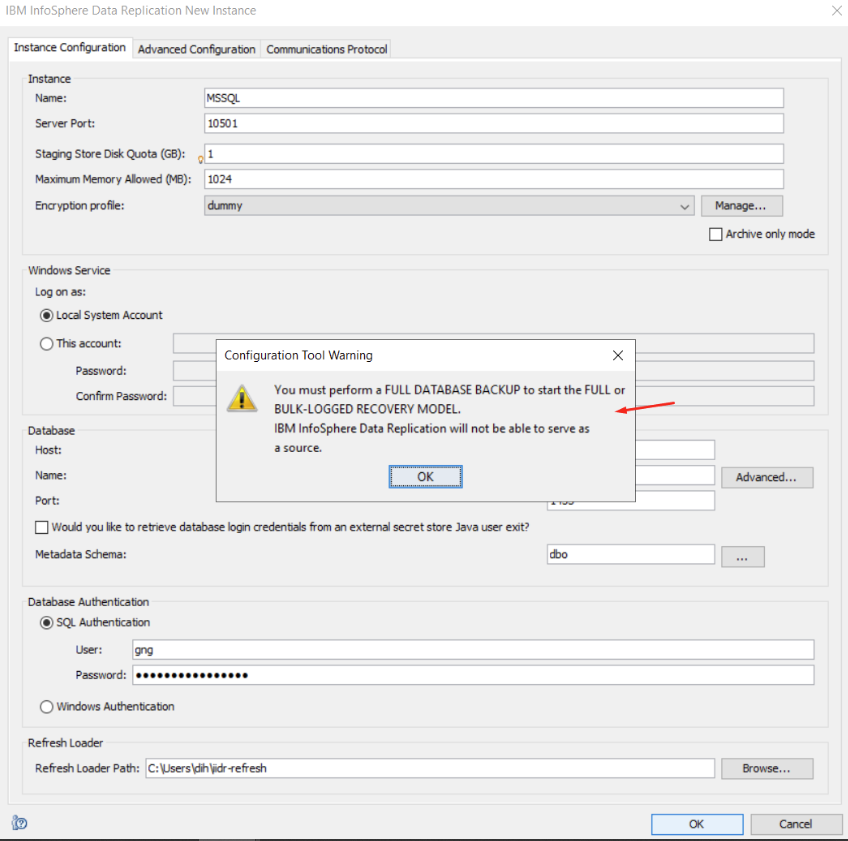 IBM InfoSphere Data Replication New Instance
Instance Configuration Advanced Configuration Communications Protocol
Instance
Name: MSSQL
Server Port: 10501
Staging Store Disk Quota (GB): 1
Maximum Memory Allowed (MB): 1024
Encryption profile: dummy Manage...
Archive only mode
Windows Service
Log on as:
Local System Account
This account:
Password:
Confirm Password:
Configuration Tool Warning
You must perform a FULL DATABASE BACKUP to start the FULL or
BULK-LOGGED RECOVERY MODEL.
IBM InfoSphere Data Replication will not be able to serve as
a source.
OK
Database
Host:
Name: Advanced...
Port:
Would you like to retrieve database login credentials from an external secret store Java user exit?
Metadata Schema: dbo ...
Database Authentication
SQL Authentication
User: gng
Password: ●●●●●●●●●●●●●●●●
Windows Authentication
Refresh Loader
Refresh Loader Path: C:\Users\dih\iidr-refresh Browse...
OK Cancel